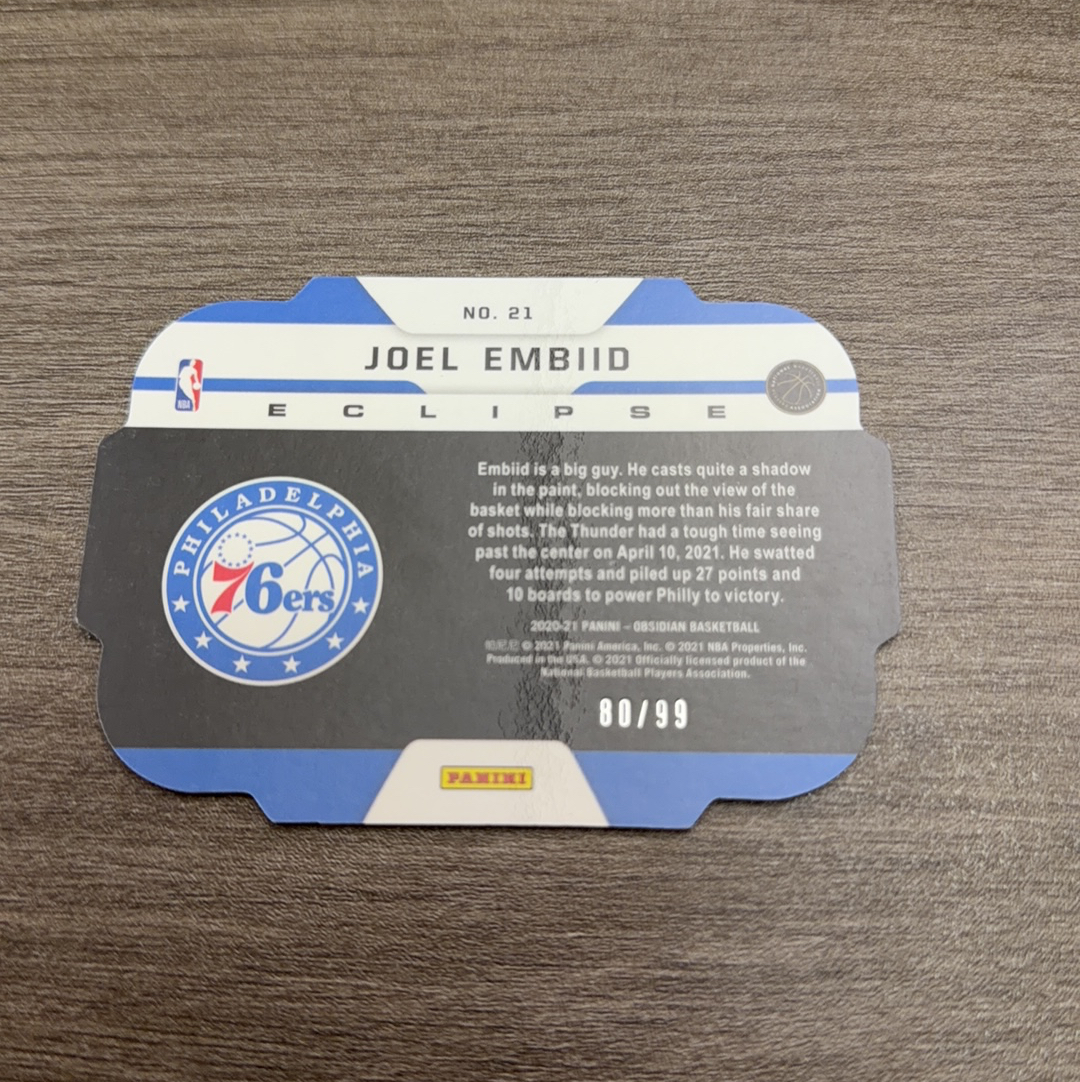 NO. 21
JOEL EMBIID
NBA
ECLIPSE
PHILADELPHIA
76ers
Embiid is a big guy. He casts quite a shadow
in the paint, blocking out the view of the
basket while blocking more than his fair share
of shots. The Thunder had a tough time seeing
past the center on April 10, 2021. He swatted
four attempts and piled up 27 points and
10 boards to power Philly to victory.
2020-21 PANINI – OBSIDIAN BASKETBALL
© 2021 Panini America, Inc. © 2021 NBA Properties, Inc.
Produced in the USA. © 2021 Officially licensed product of the
National Basketball Players Association.
80/99
PANINI